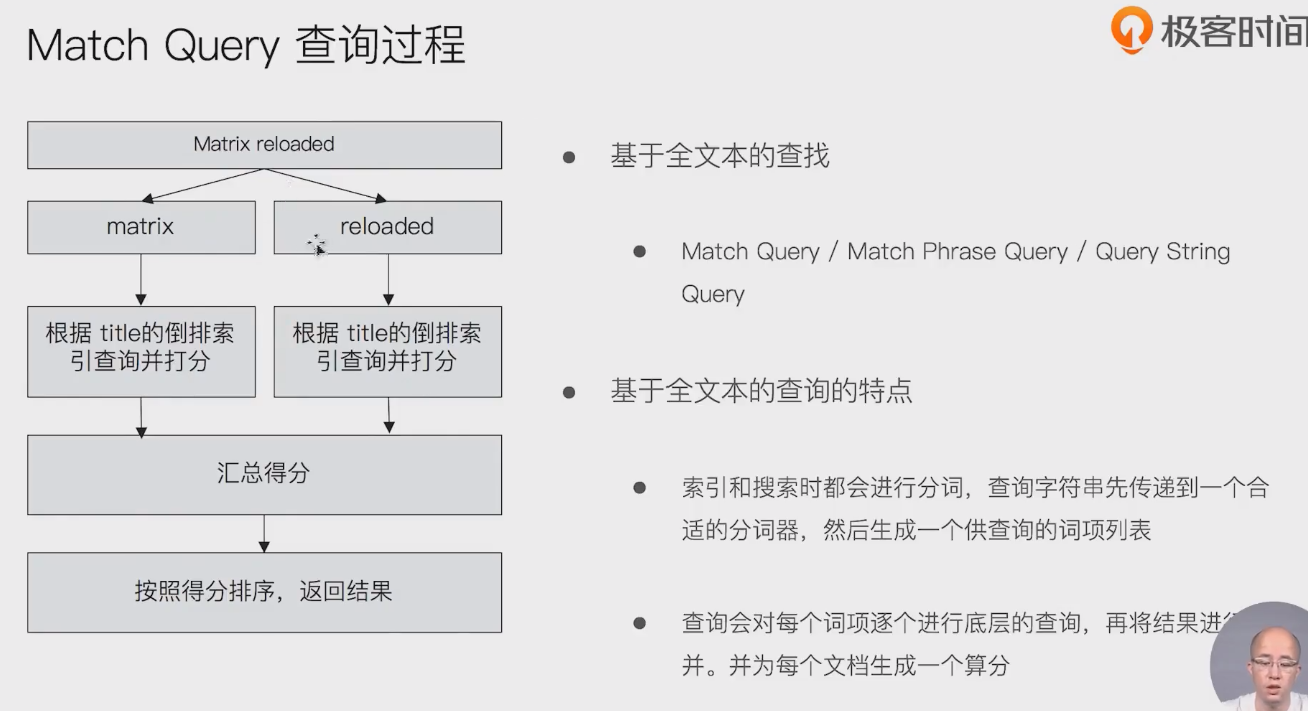 Match Query 查询过程
极客时间
Matrix reloaded
matrix
reloaded
根据 title的倒排索
引查询并打分
根据 title的倒排索
引查询并打分
汇总得分
按照得分排序，返回结果
基于全文本的查找
Match Query / Match Phrase Query / Query String
Query
基于全文本的查询的特点
索引和搜索时都会进行分词，查询字符串先传递到一个合
适的分词器，然后生成一个供查询的词项列表
查询会对每个词项逐个进行底层的查询，再将结果进
并。并为每个文档生成一个算分